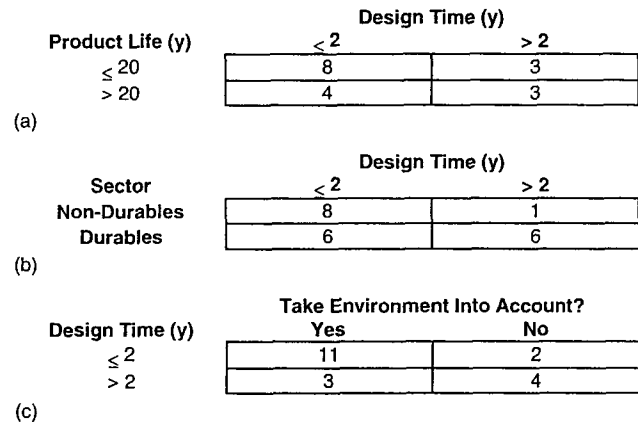 Design Time (y)
Product Life (y) ≤ 2 > 2
≤ 20 8 3
> 20 4 3
(a)
Design Time (y)
Sector ≤ 2 > 2
Non-Durables 8 1
Durables 6 6
(b)
Take Environment Into Account?
Design Time (y) Yes No
≤ 2 11 2
> 2 3 4
(c)